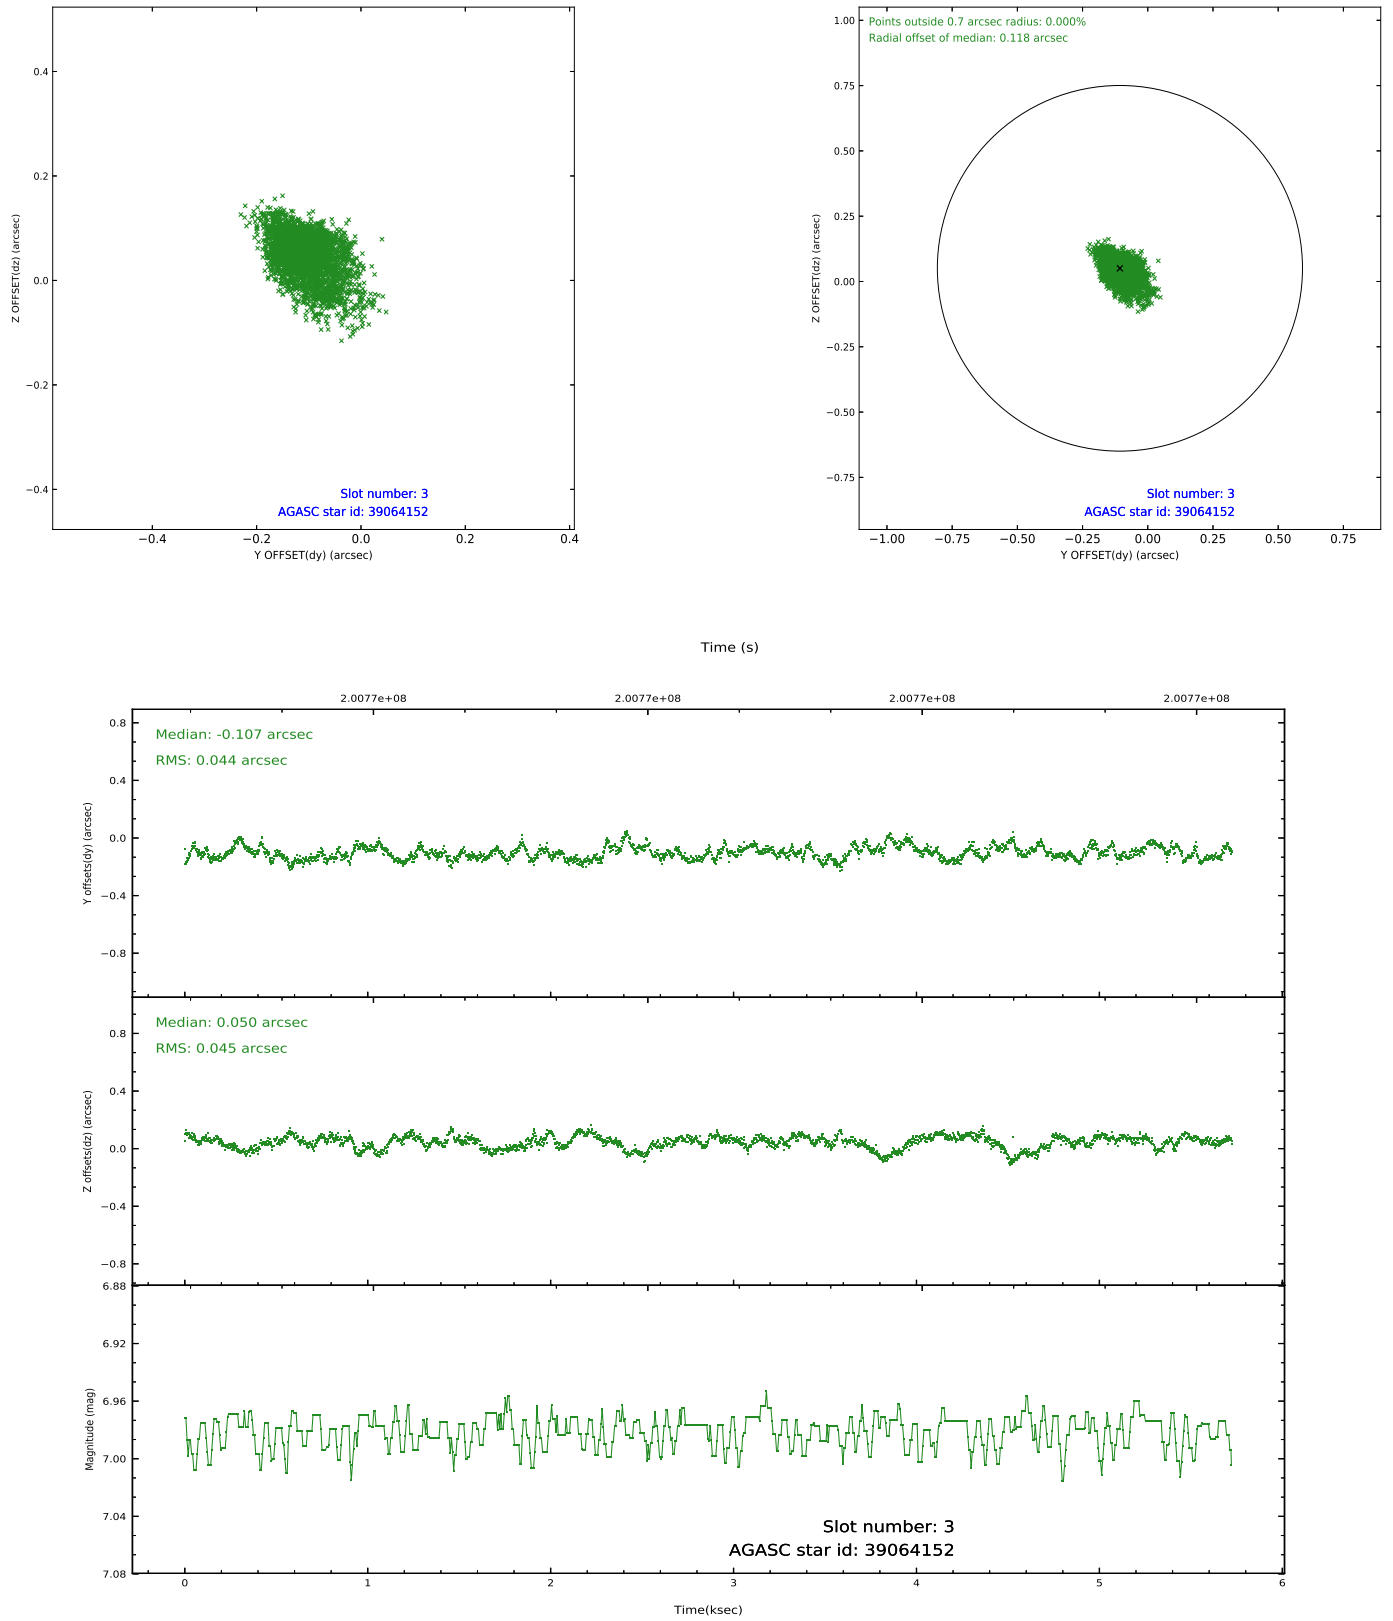 0.4
0.2
0.0
−0.2
−0.4
Z OFFSET(dz) (arcsec)
−0.4
−0.2
0.0
0.2
0.4
Y OFFSET(dy) (arcsec)
Slot number: 3
AGASC star id: 39064152
Points outside 0.7 arcsec radius: 0.000%
Radial offset of median: 0.118 arcsec
1.00
0.75
0.50
0.25
0.00
−0.25
−0.50
−0.75
Z OFFSET(dz) (arcsec)
Slot number: 3
AGASC star id: 39064152
−1.00
−0.75
−0.50
−0.25
0.00
0.25
0.50
0.75
Y OFFSET(dy) (arcsec)
Time (s)
2.0077e+08
2.0077e+08
2.0077e+08
2.0077e+08
Median: -0.107 arcsec
RMS: 0.044 arcsec
0.8
0.4
0.0
−0.4
−0.8
Y offsets(dy) (arcsec)
Median: 0.050 arcsec
RMS: 0.045 arcsec
0.8
0.4
0.0
−0.4
−0.8
Z offsets(dz) (arcsec)
6.88
6.92
6.96
7.00
7.04
7.08
Magnitude (mag)
Slot number: 3
AGASC star id: 39064152
0
1
2
3
4
5
6
Time(ksec)